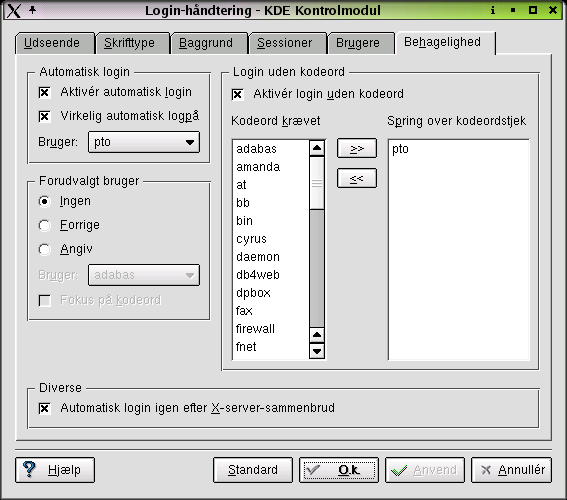 Login-håndtering - KDE Kontrolmodul
Udseende Skrifttype Baggrund Sessioner Brugere Behagelighed
Automatisk login
Aktivér automatisk login
Virkelig automatisk logpå
Bruger: pto
Forudvalgt bruger
Ingen
Forrige
Angiv
Bruger: adabas
Fokus på kodeord
Login uden kodeord
Aktivér login uden kodeord
Kodeord krævet
adabas
amanda
at
bb
bin
cyrus
daemon
db4web
dpbox
fax
firewall
fnet
>>
<<
Spring over kodeordstjek
pto
Diverse
Automatisk login igen efter X-server-sammenbrud
Hjælp Standard O.k. Anvend Annullér